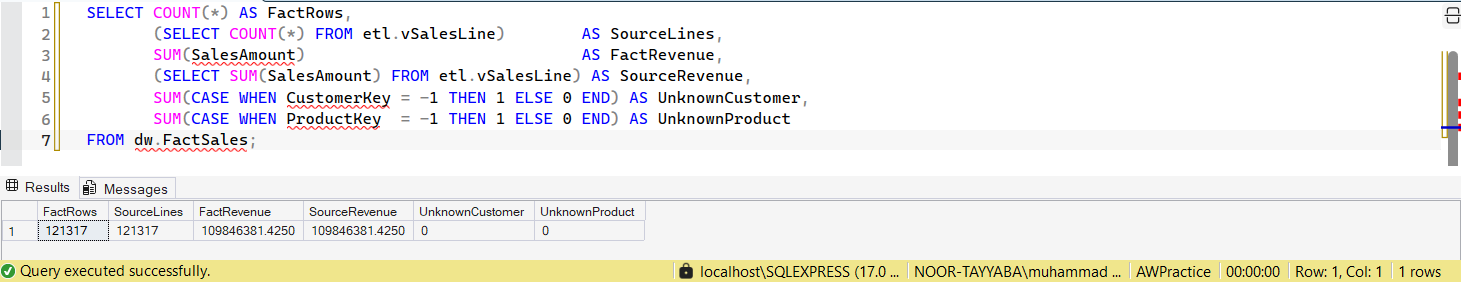 1 SELECT COUNT(*) AS FactRows,
2 (SELECT COUNT(*) FROM etl.vSalesLine) AS SourceLines,
3 SUM(SalesAmount) AS FactRevenue,
4 (SELECT SUM(SalesAmount) FROM etl.vSalesLine) AS SourceRevenue,
5 SUM(CASE WHEN CustomerKey = -1 THEN 1 ELSE 0 END) AS UnknownCustomer,
6 SUM(CASE WHEN ProductKey = -1 THEN 1 ELSE 0 END) AS UnknownProduct
7 FROM dw.FactSales;
Results Messages
FactRows SourceLines FactRevenue SourceRevenue UnknownCustomer UnknownProduct
1 121317 121317 109846381.4250 109846381.4250 0 0
Query executed successfully. localhost\SQLEXPRESS (17.0 ... NOOR-TAYYABA\muhammad ... AWPractice 00:00:00 Row: 1, Col: 1 1 rows